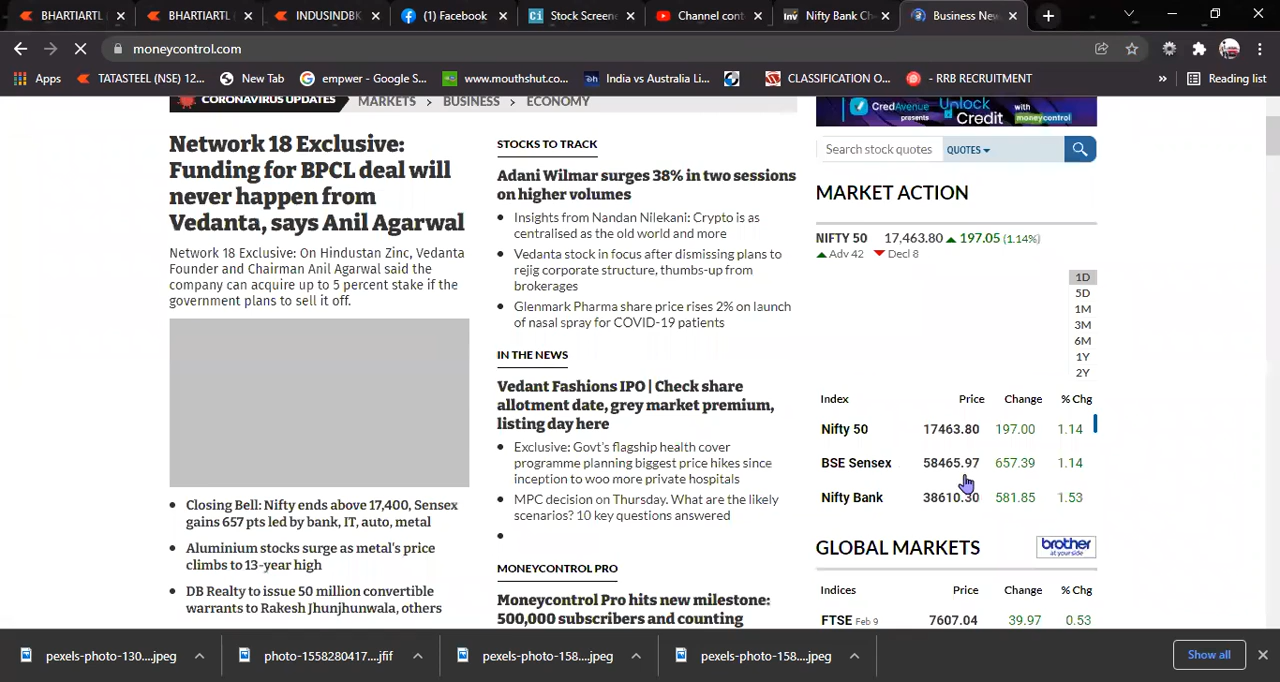 BHARTIARTL
BHARTIARTL
INDUSINDBK
(1) Facebook
Stock Screene
Channel cont
Nifty Bank Ch
Business New
moneycontrol.com
Apps
TATASTEEL (NSE) 12...
New Tab
empwer - Google S...
www.mouthshut.co...
India vs Australia Li...
CLASSIFICATION O...
- RRB RECRUITMENT
»
Reading list
CORONAVIRUS UPDATES
MARKETS > BUSINESS > ECONOMY
Network 18 Exclusive:
Funding for BPCL deal will
never happen from
Vedanta, says Anil Agarwal
Network 18 Exclusive: On Hindustan Zinc, Vedanta
Founder and Chairman Anil Agarwal said the
company can acquire up to 5 percent stake if the
government plans to sell it off.
• Closing Bell: Nifty ends above 17,400, Sensex
gains 657 pts led by bank, IT, auto, metal
• Aluminium stocks surge as metal's price
climbs to 13-year high
• DB Realty to issue 50 million convertible
warrants to Rakesh Jhunjhunwala, others
STOCKS TO TRACK
Adani Wilmar surges 38% in two sessions
on higher volumes
• Insights from Nandan Nilekani: Crypto is as
centralised as the old world and more
• Vedanta stock in focus after dismissing plans to
rejig corporate structure, thumbs-up from
brokerages
• Glenmark Pharma share price rises 2% on launch
of nasal spray for COVID-19 patients
IN THE NEWS
Vedant Fashions IPO | Check share
allotment date, grey market premium,
listing day here
• Exclusive: Govt's flagship health cover
programme planning biggest price hikes since
inception to woo more private hospitals
• MPC decision on Thursday. What are the likely
scenarios? 10 key questions answered
•
MONEYCONTROL PRO
Moneycontrol Pro hits new milestone:
500,000 subscribers and counting
CredAvenue presents Unlock Credit with moneycontrol
Search stock quotes QUOTES
MARKET ACTION
NIFTY 50 17,463.80 ▲ 197.05 (1.14%)
▲ Adv 42 ▼ Decl 8
1D
5D
1M
3M
6M
1Y
2Y
Index Price Change % Chg
Nifty 50 17463.80 197.00 1.14
BSE Sensex 58465.97 657.39 1.14
Nifty Bank 38610.30 581.85 1.53
GLOBAL MARKETS
brother
at your side
Indices Price Change % Chg
FTSE Feb 9 7607.04 39.97 0.53
pexels-photo-130....jpeg
photo-1558280417....jfif
pexels-photo-158....jpeg
pexels-photo-158....jpeg
Show all